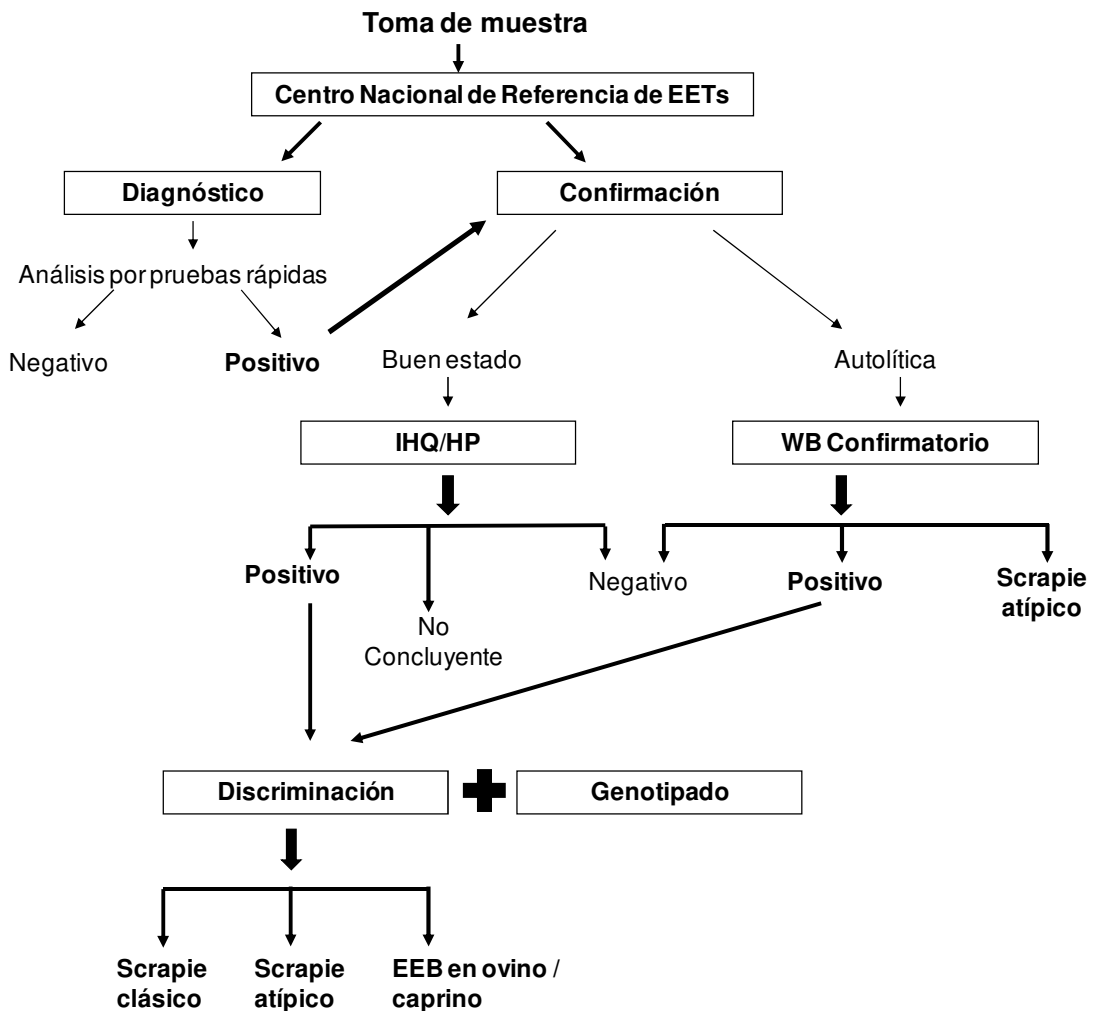 Toma de muestra
Centro Nacional de Referencia de EETs
Diagnóstico
Confirmación
Análisis por pruebas rápidas
Negativo
Positivo
Buen estado
Autolítica
IHQ/HP
WB Confirmatorio
Positivo
No
Concluyente
Negativo
Positivo
Scrapie
atípico
Discriminación
Genotipado
Scrapie
clásico
Scrapie
atípico
EEB en ovino /
caprino